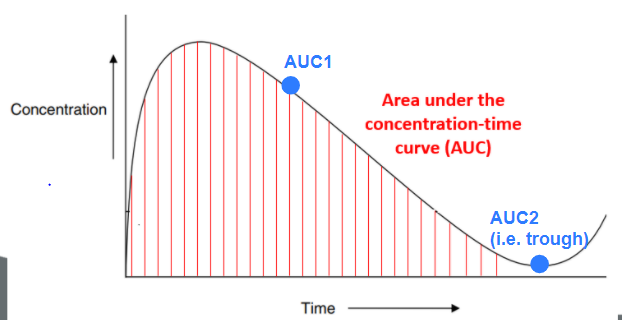 AUC1
Concentration
Area under the
concentration-time
curve (AUC)
AUC2
(i.e. trough)
Time